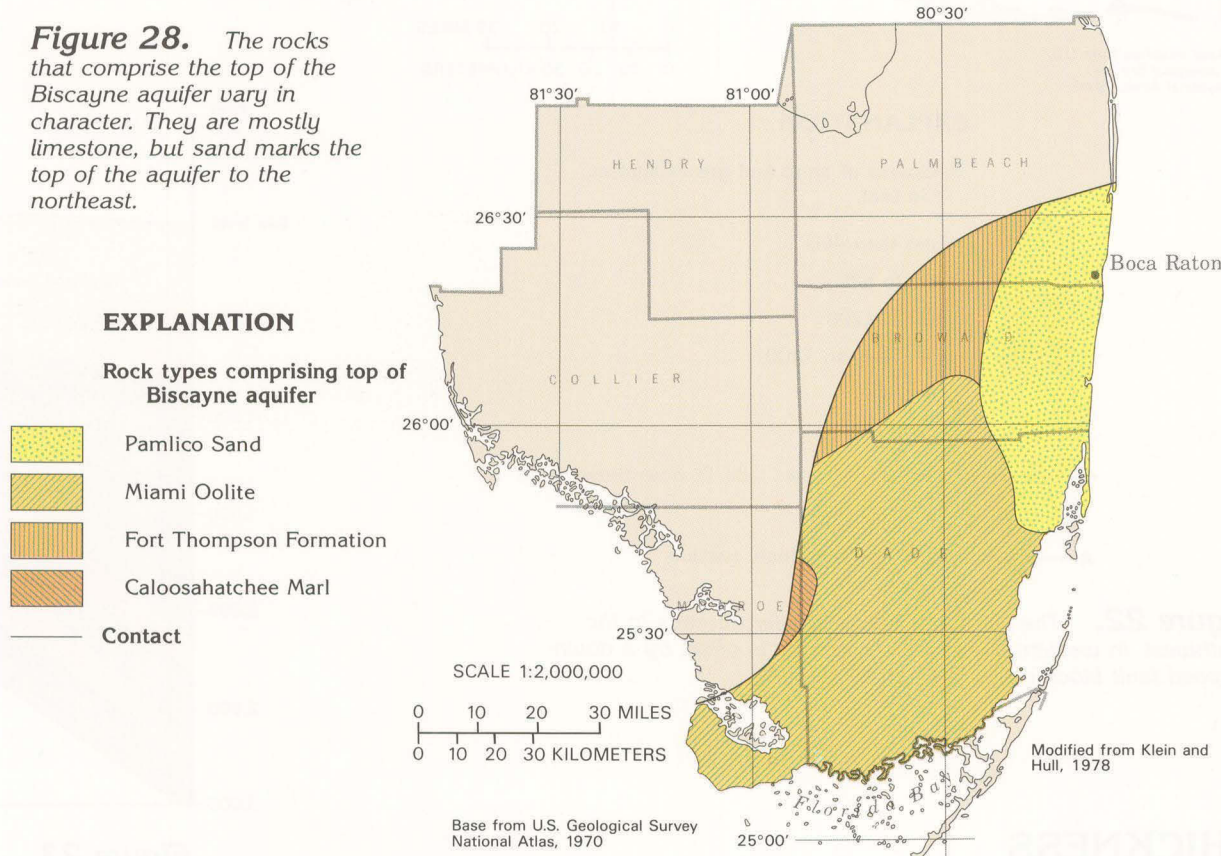 Figure 28. The rocks
that comprise the top of the
Biscayne aquifer vary in
character. They are mostly
limestone, but sand marks the
top of the aquifer to the
northeast.
EXPLANATION
Rock types comprising top of
Biscayne aquifer
Pamlico Sand
Miami Oolite
Fort Thompson Formation
Caloosahatchee Marl
Contact
80°30'
81°30'
81°00'
HENDRY
PALM BEACH
26°30'
Boca Raton
BROWARD
COLLIER
26°00'
DADE
MONROE
25°30'
SCALE 1:2,000,000
0 10 20 30 MILES
0 10 20 30 KILOMETERS
Modified from Klein and
Hull, 1978
Florida Bay
Base from U.S. Geological Survey
National Atlas, 1970
25°00'